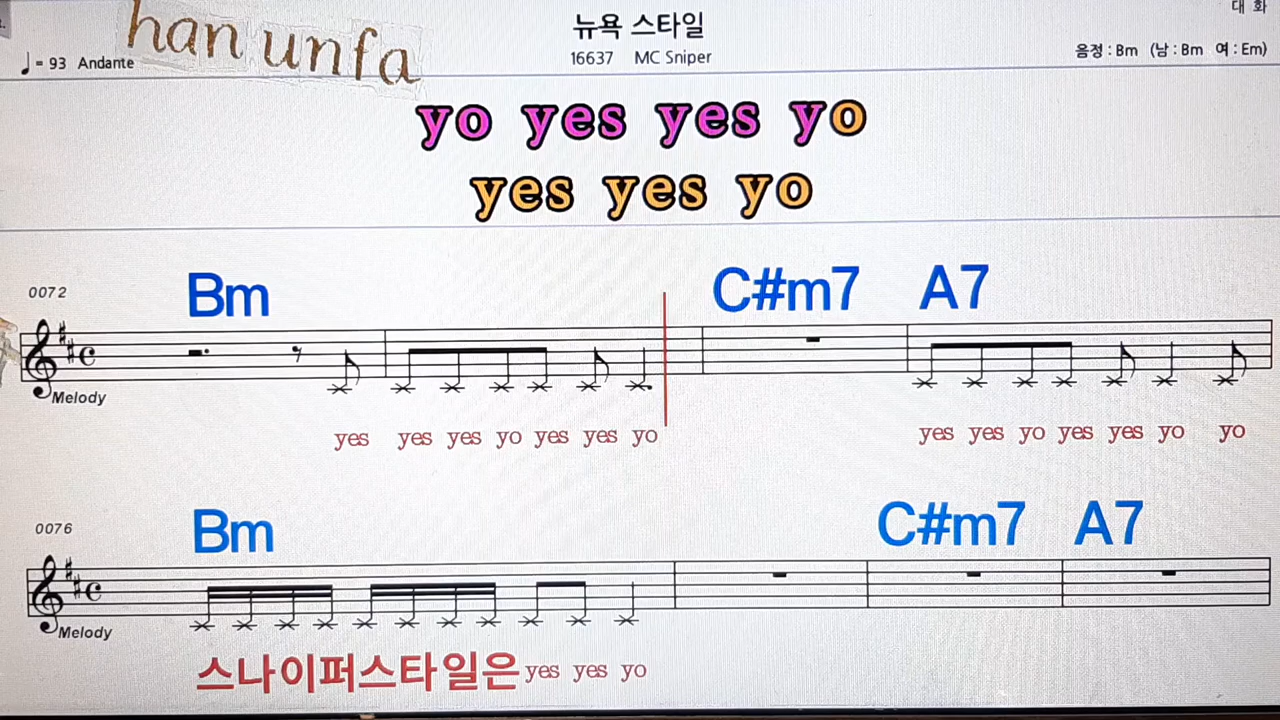 대 화
han unfa
뉴욕 스타일
♩= 93 Andante
16637 MC Sniper
음정 : Bm (남 : Bm 여 : Em)
yo yes yes yo
yes yes yo
0072
Bm C#m7 A7
Melody
yes yes yes yo yes yes yo yes yes yo yes yes yo yo
0076
Bm C#m7 A7
Melody
스나이퍼스타일은 yes yes yo